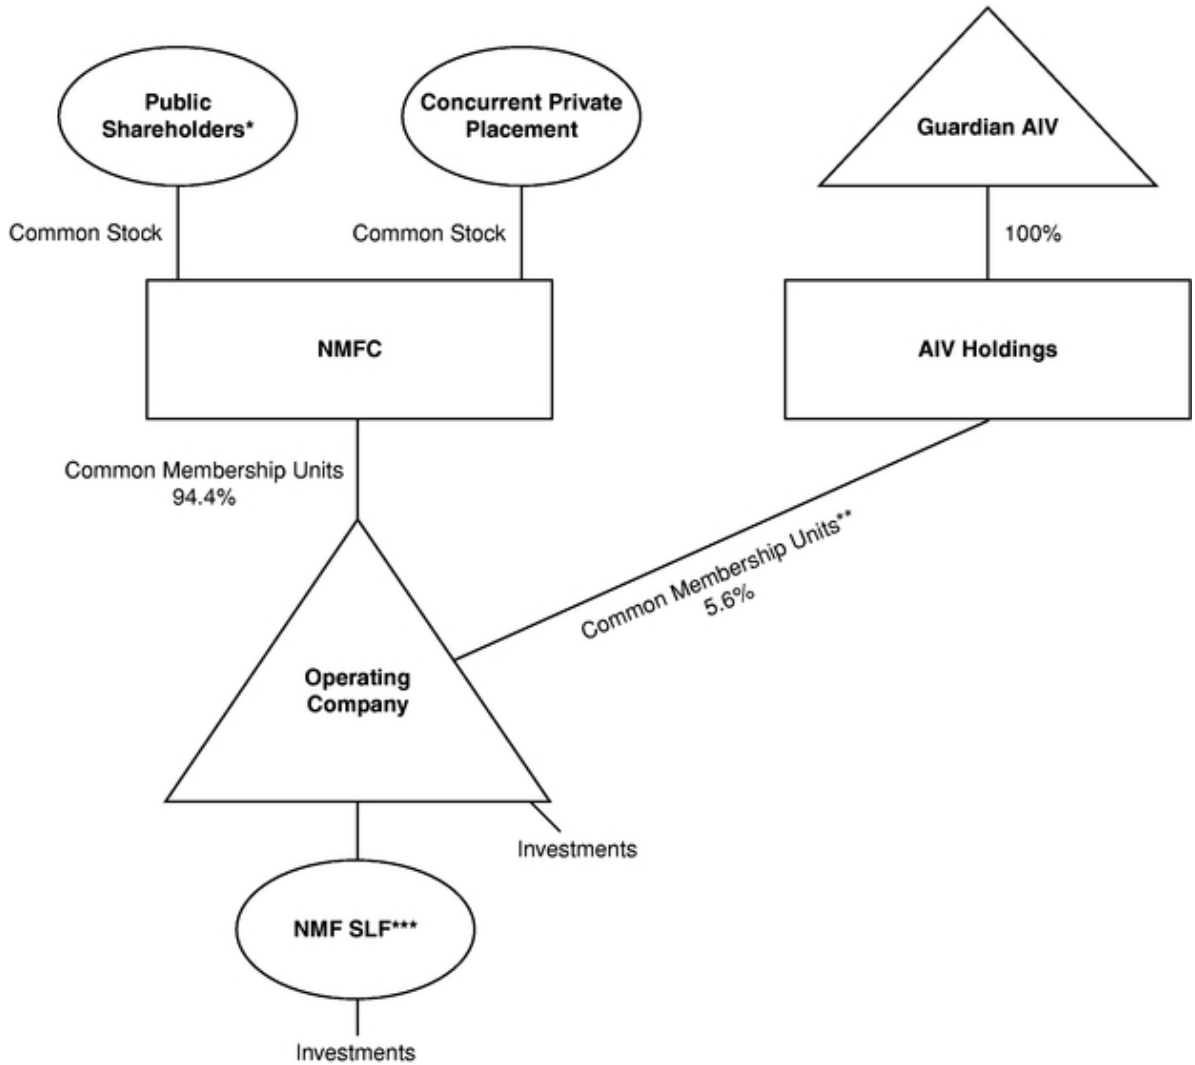 Public
Shareholders*
Concurrent Private
Placement
Guardian AIV
Common Stock
Common Stock
100%
NMFC
AIV Holdings
Common Membership Units
94.4%
Common Membership Units**
5.6%
Operating
Company
Investments
NMF SLF***
Investments